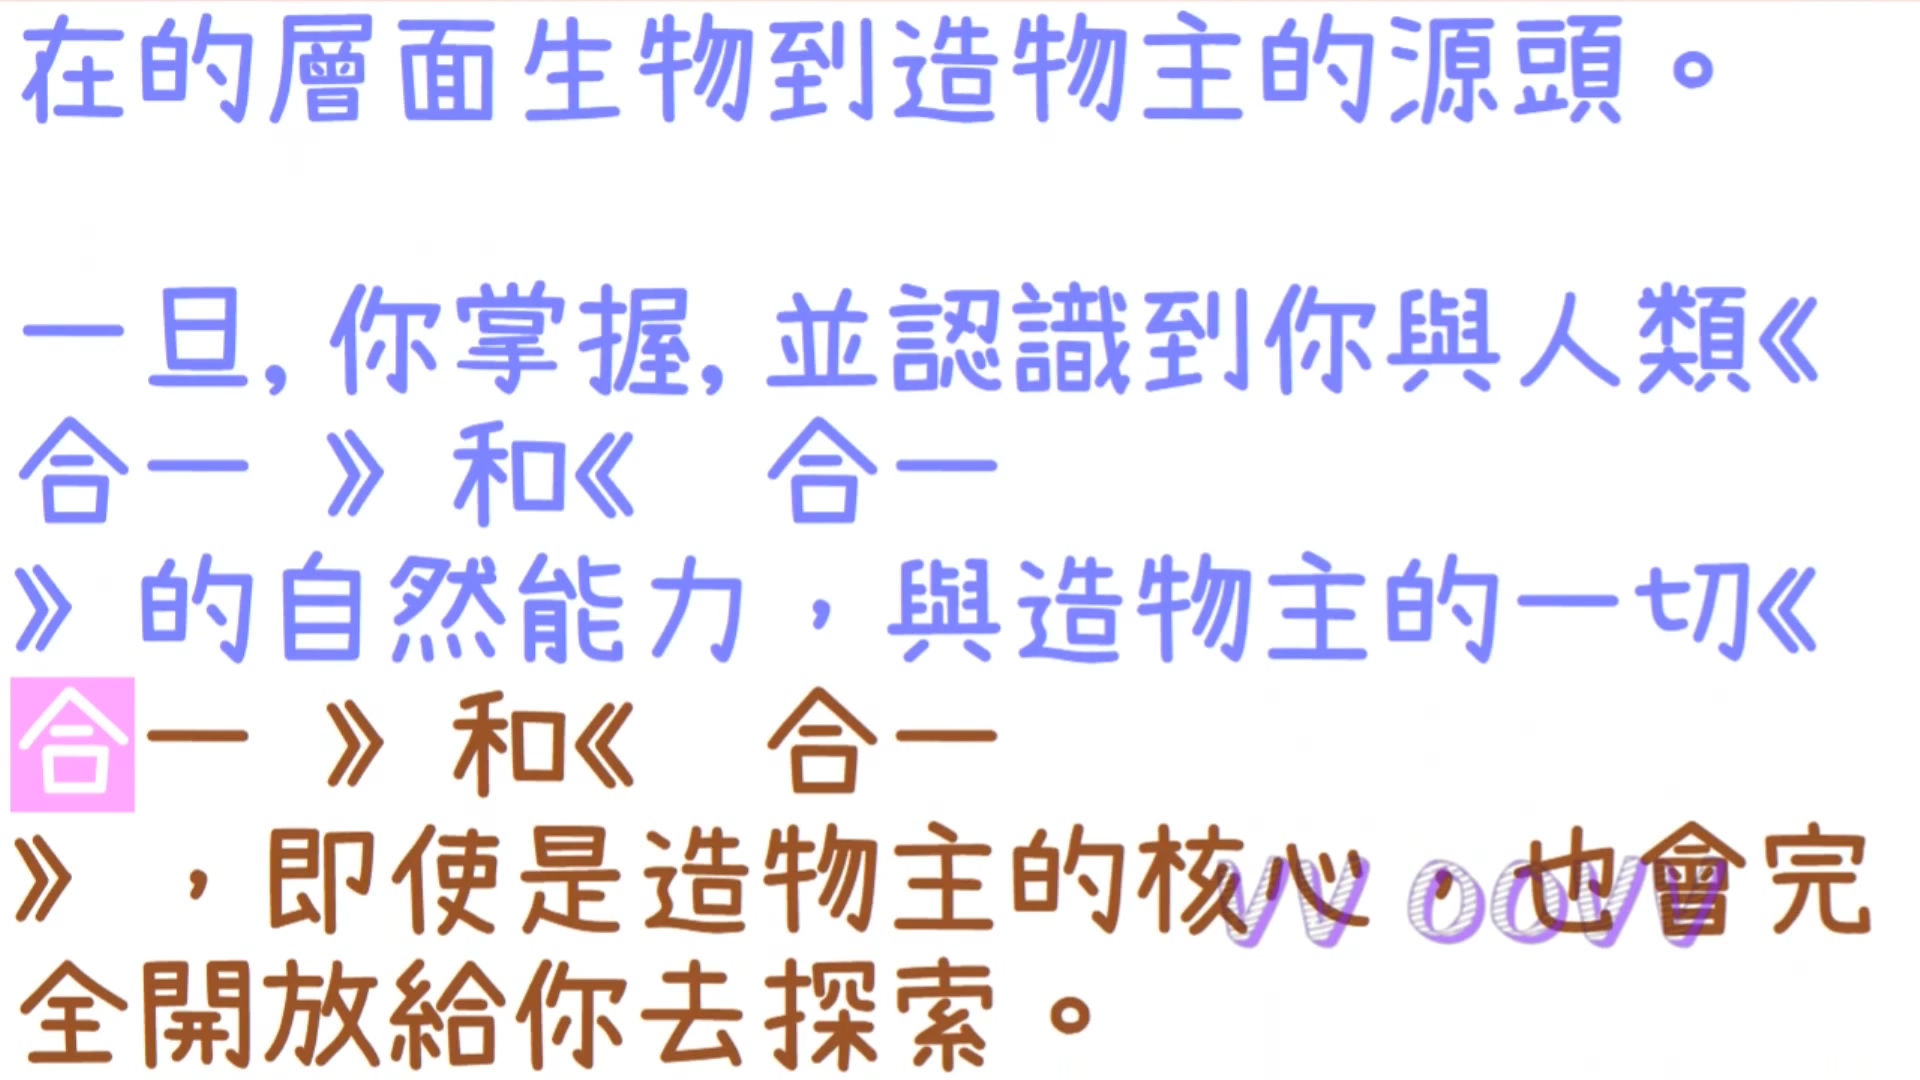 在的層面生物到造物主的源頭。
一旦,你掌握,並認識到你與人類《
合一 》 和《　合一
》 的自然能力，與造物主的一切《
合一 》 和《　合一
》 ，即使是造物主的核心，也會完
全開放給你去探索。
VV OOVV